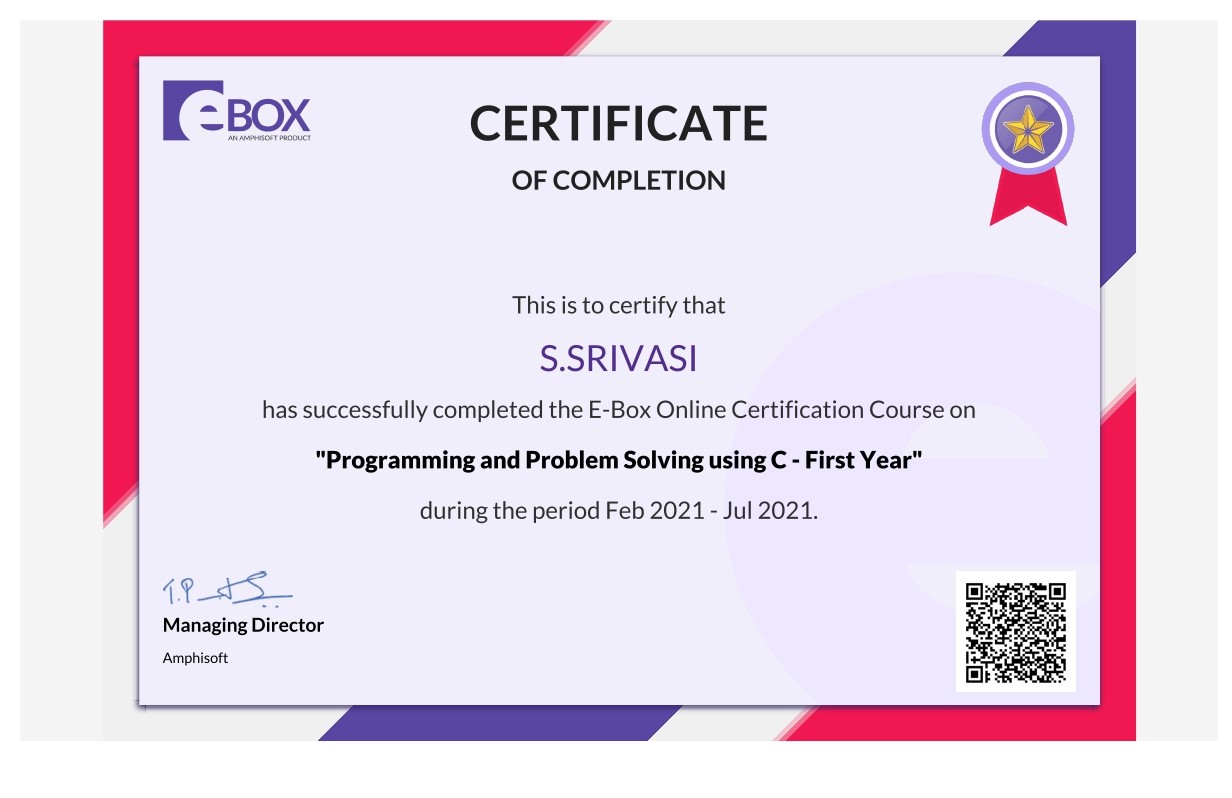 eBOX
AN AMPHISOFT PRODUCT
CERTIFICATE
OF COMPLETION
This is to certify that
S.SRIVASI
has successfully completed the E-Box Online Certification Course on
"Programming and Problem Solving using C - First Year"
during the period Feb 2021 - Jul 2021.
T.P
Managing Director
Amphisoft